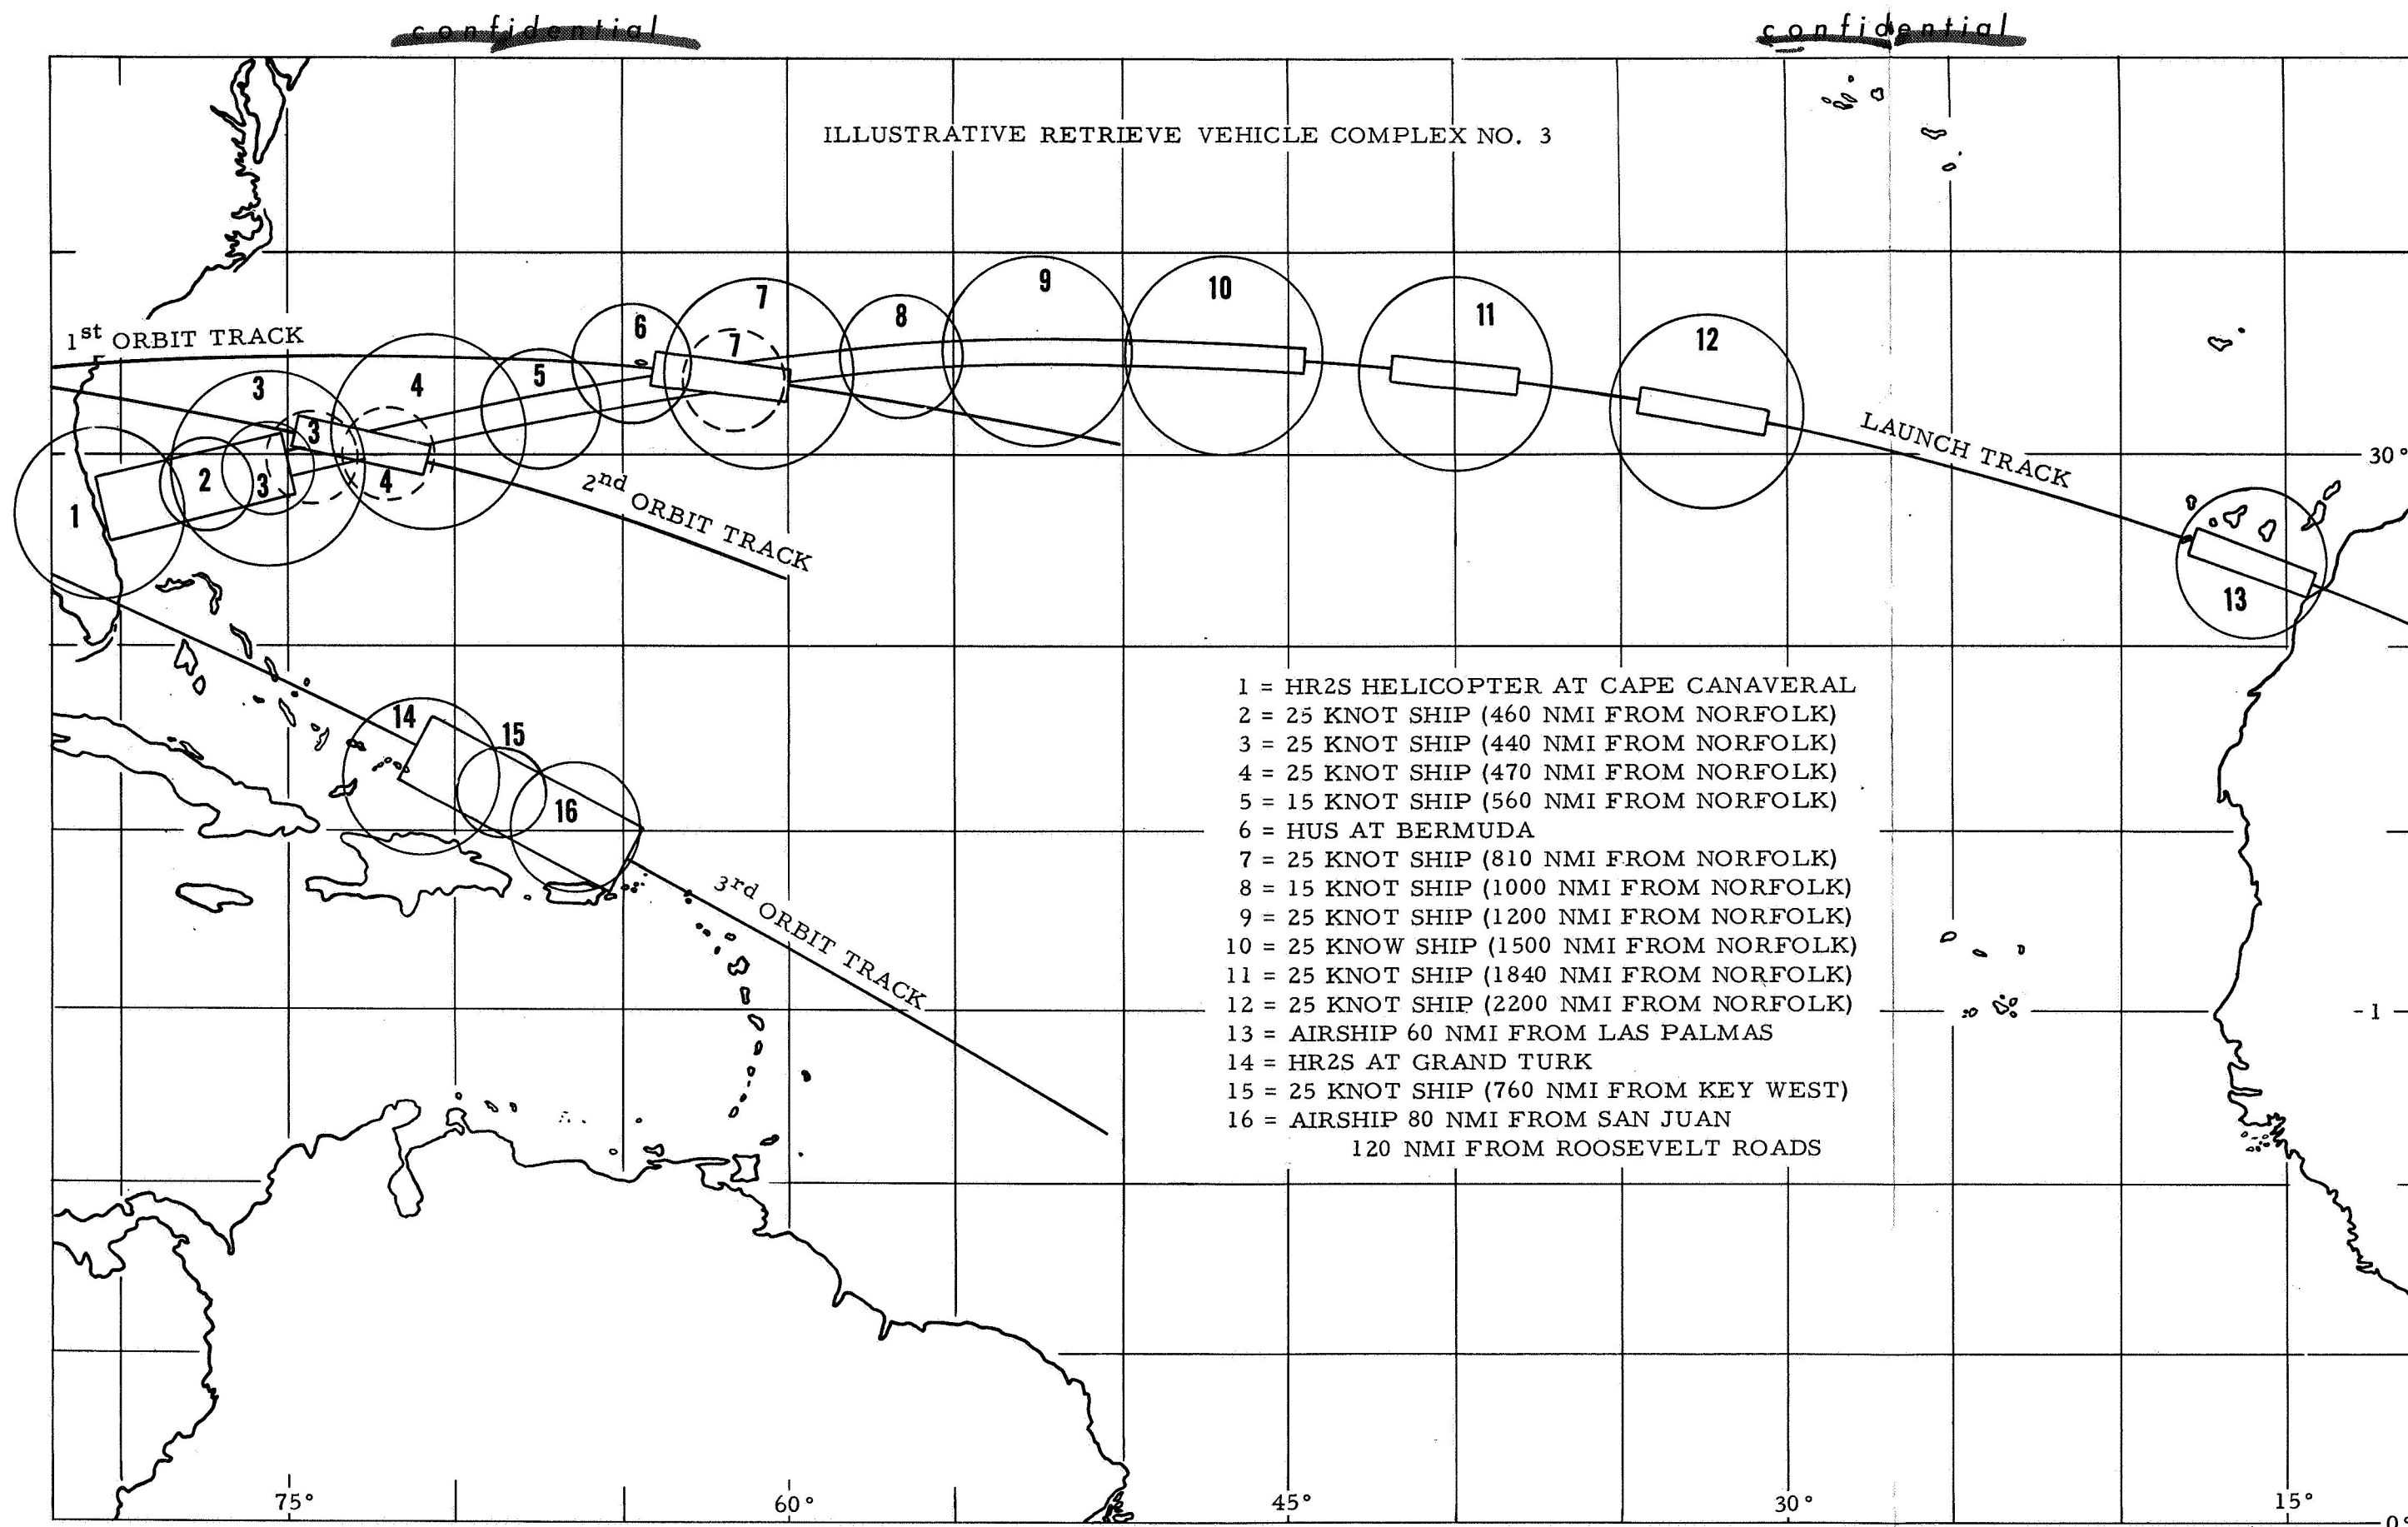 confidential
confidential
ILLUSTRATIVE RETRIEVE VEHICLE COMPLEX NO. 3
1st ORBIT TRACK
1
2
3
3
3
4
4
5
6
7
7
8
9
10
11
12
LAUNCH TRACK
30°
13
2nd ORBIT TRACK
14
15
16
3rd ORBIT TRACK
1 = HR2S HELICOPTER AT CAPE CANAVERAL
2 = 25 KNOT SHIP (460 NMI FROM NORFOLK)
3 = 25 KNOT SHIP (440 NMI FROM NORFOLK)
4 = 25 KNOT SHIP (470 NMI FROM NORFOLK)
5 = 15 KNOT SHIP (560 NMI FROM NORFOLK)
6 = HUS AT BERMUDA
7 = 25 KNOT SHIP (810 NMI FROM NORFOLK)
8 = 15 KNOT SHIP (1000 NMI FROM NORFOLK)
9 = 25 KNOT SHIP (1200 NMI FROM NORFOLK)
10 = 25 KNOW SHIP (1500 NMI FROM NORFOLK)
11 = 25 KNOT SHIP (1840 NMI FROM NORFOLK)
12 = 25 KNOT SHIP (2200 NMI FROM NORFOLK)
13 = AIRSHIP 60 NMI FROM LAS PALMAS
14 = HR2S AT GRAND TURK
15 = 25 KNOT SHIP (760 NMI FROM KEY WEST)
16 = AIRSHIP 80 NMI FROM SAN JUAN
120 NMI FROM ROOSEVELT ROADS
75°
60°
45°
30°
15°